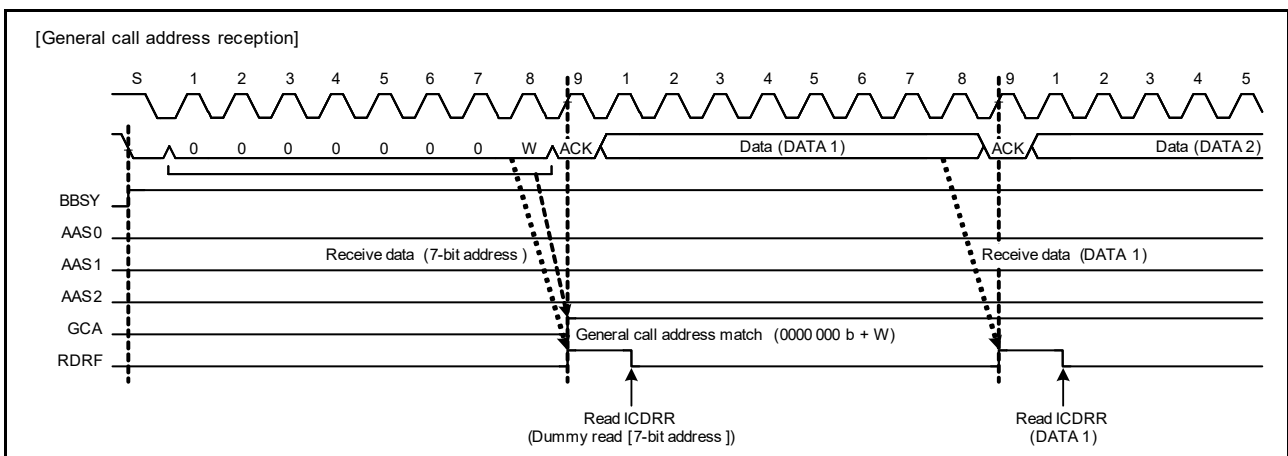 [General call address reception]
S 1 2 3 4 5 6 7 8 9 1 2 3 4 5 6 7 8 9 1 2 3 4 5
0 0 0 0 0 0 0 W ACK Data (DATA 1) ACK Data (DATA 2)
BBSY
AAS0
Receive data (7-bit address) Receive data (DATA 1)
AAS1
AAS2
GCA General call address match (0000 000 b + W)
RDRF
Read ICDRR Read ICDRR
(Dummy read [7-bit address]) (DATA 1)